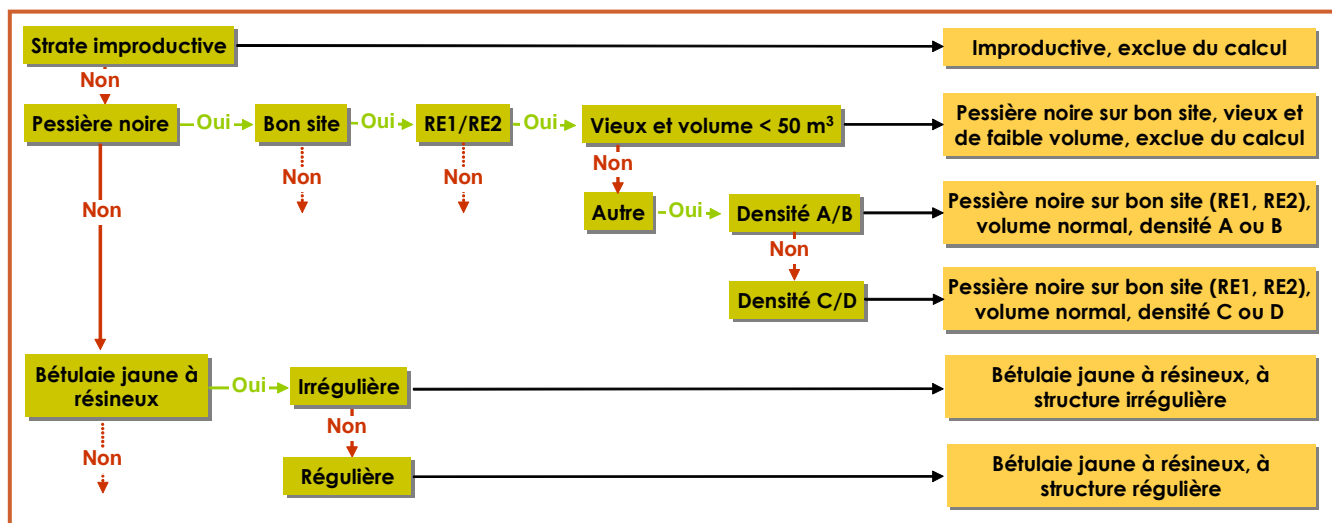 Strate improductive
Improductive, exclue du calcul
Non
Pessière noire
Oui
Bon site
Oui
RE1/RE2
Oui
Vieux et volume < 50 m³
Pessière noire sur bon site, vieux et
de faible volume, exclue du calcul
Non
Non
Non
Non
Autre
Oui
Densité A/B
Pessière noire sur bon site (RE1, RE2),
volume normal, densité A ou B
Non
Densité C/D
Pessière noire sur bon site (RE1, RE2),
volume normal, densité C ou D
Bétulaie jaune à
résineux
Oui
Irrégulière
Bétulaie jaune à résineux, à
structure irrégulière
Non
Non
Régulière
Bétulaie jaune à résineux, à
structure régulière